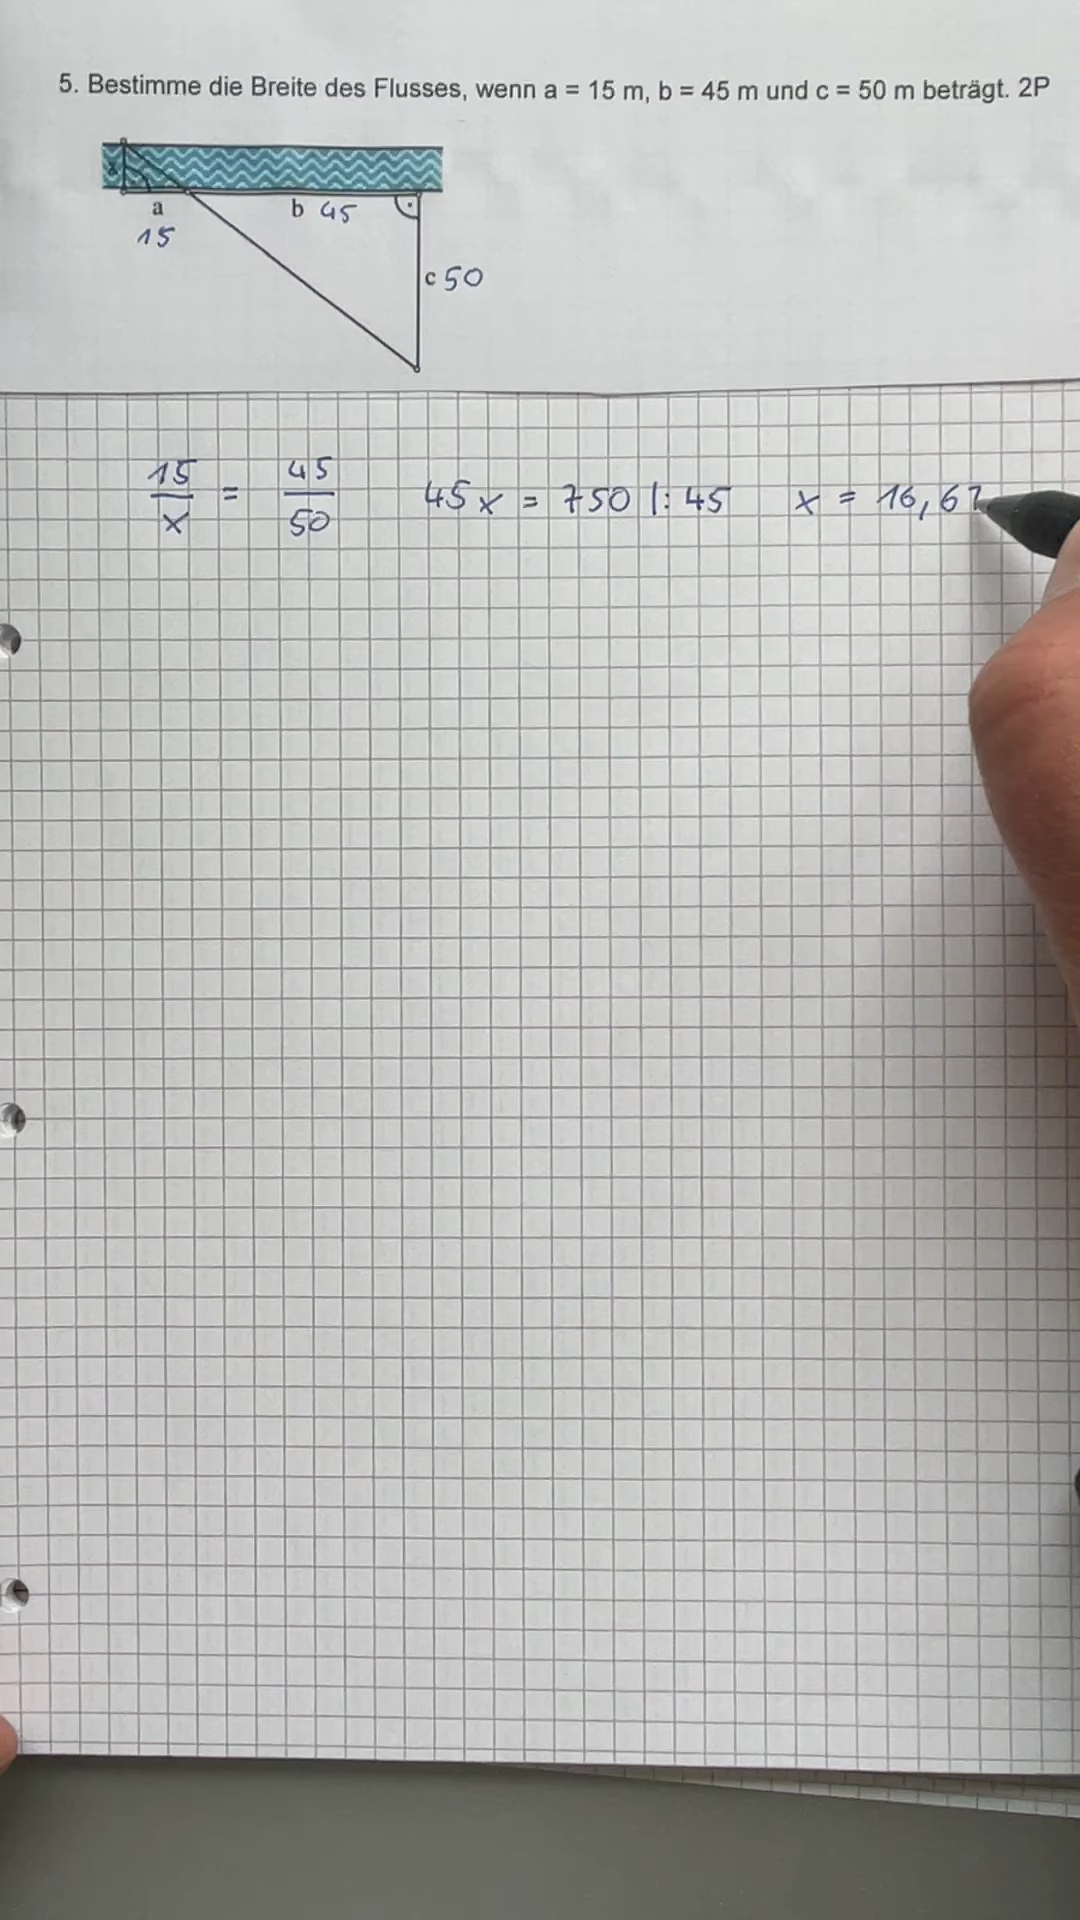 5. Bestimme die Breite des Flusses, wenn a = 15 m, b = 45 m und c = 50 m beträgt. 2P
x
a b 45
15
c 50
15/x = 45/50 45x = 750 |: 45 x = 16,67